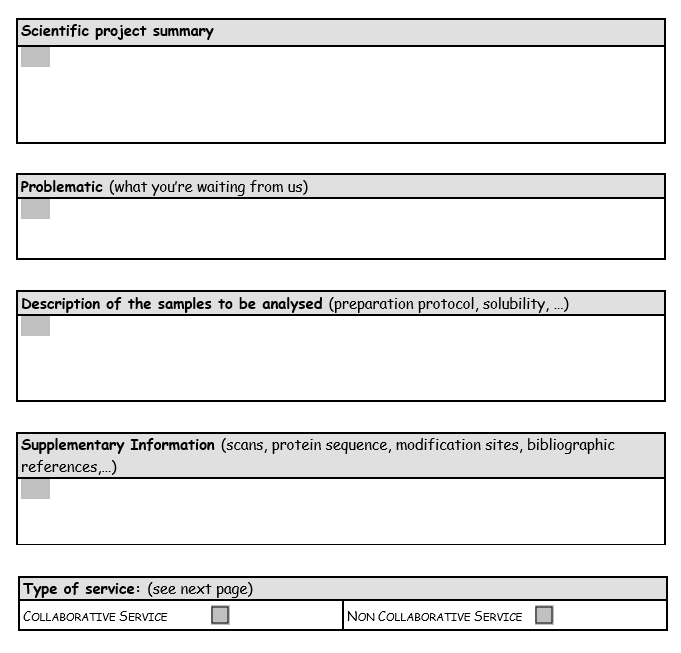 Scientific project summary
Problematic (what you're waiting from us)
Description of the samples to be analysed (preparation protocol, solubility, ...)
Supplementary Information (scans, protein sequence, modification sites, bibliographic
references,...)
Type of service: (see next page)
COLLABORATIVE SERVICE NON COLLABORATIVE SERVICE